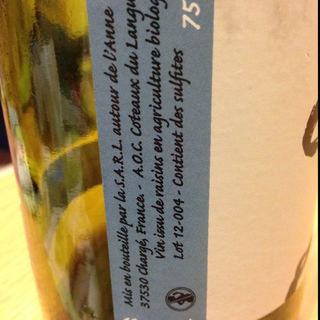 Mis en bouteille par la S.A.R.L. autour de l'Anne
37530 Chargé, France. - A.O.C. Coteaux du Langu
Vin issu de raisins en agriculture biolog
Lot 12-004 - Contient des sulfites
75